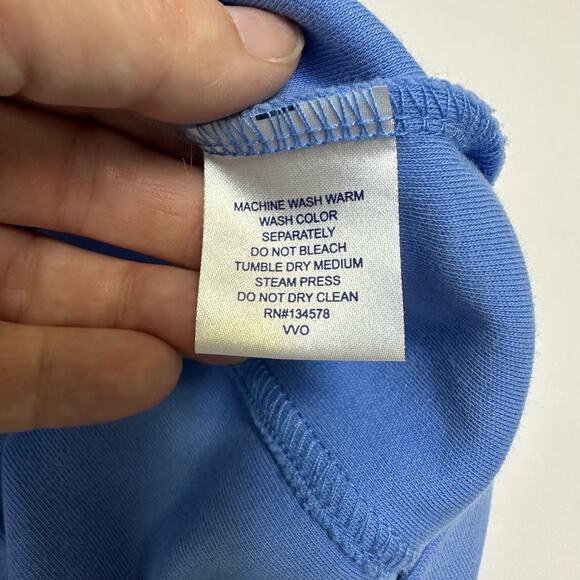 MACHINE WASH WARM
WASH COLOR
SEPARATELY
DO NOT BLEACH
TUMBLE DRY MEDIUM
STEAM PRESS
DO NOT DRY CLEAN
RN#134578
VVO